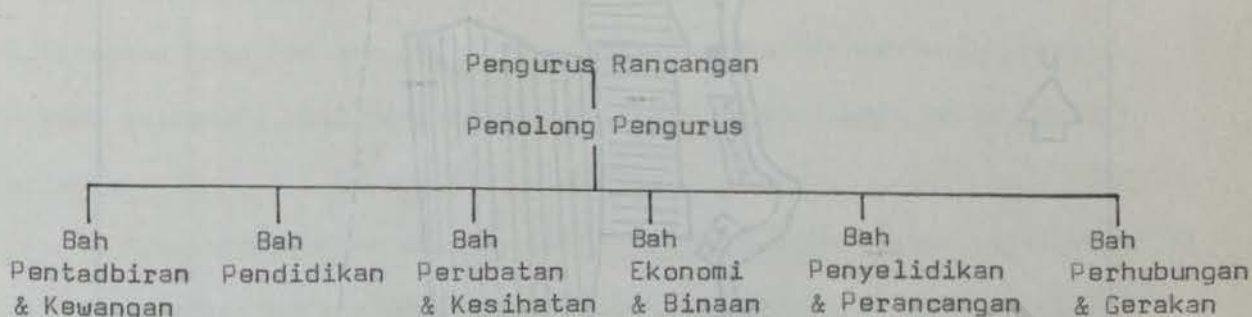 Pengurus Rancangan
Penolong Pengurus
Bah Pentadbiran & Kewangan
Bah Pendidikan
Bah Perubatan & Kesihatan
Bah Ekonomi & Binaan
Bah Penyelidikan & Perancangan
Bah Perhubungan & Gerakan